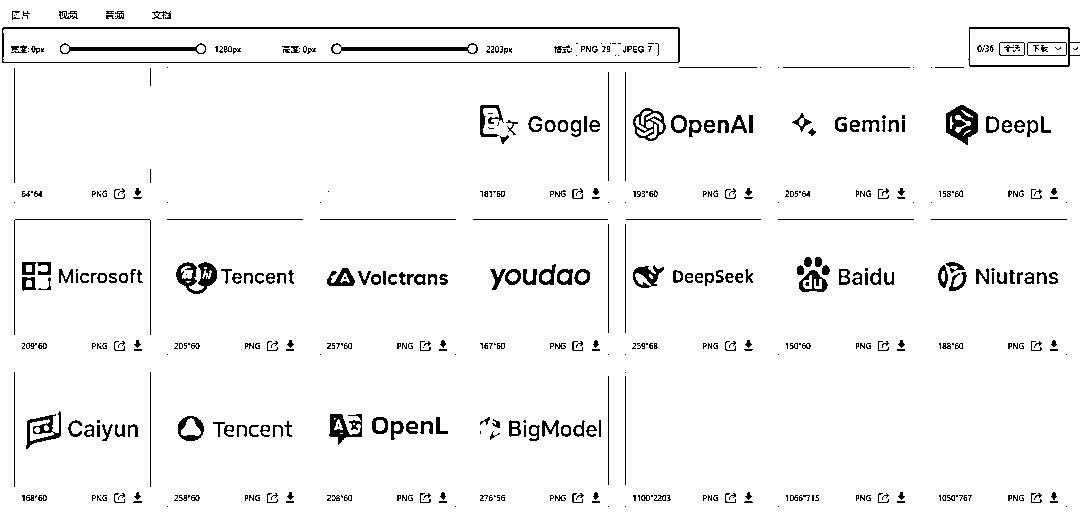 图片 视频 音频 文档
宽度: 0px 1280px 高度: 0px 2203px 格式: PNG 29 JPEG 7 0/36 全选 下载
Google OpenAI Gemini DeepL
64*64 PNG 181*60 PNG 193*60 PNG 205*64 PNG 158*60 PNG
Microsoft Tencent Volctrans youdao DeepSeek Baidu du Niutrans
209*60 PNG 205*60 PNG 257*60 PNG 167*60 PNG 259*68 PNG 150*60 PNG 188*60 PNG
Caiyun Tencent OpenL BigModel
168*60 PNG 258*60 PNG 208*60 PNG 276*56 PNG 1100*2203 PNG 1066*715 PNG 1050*767 PNG